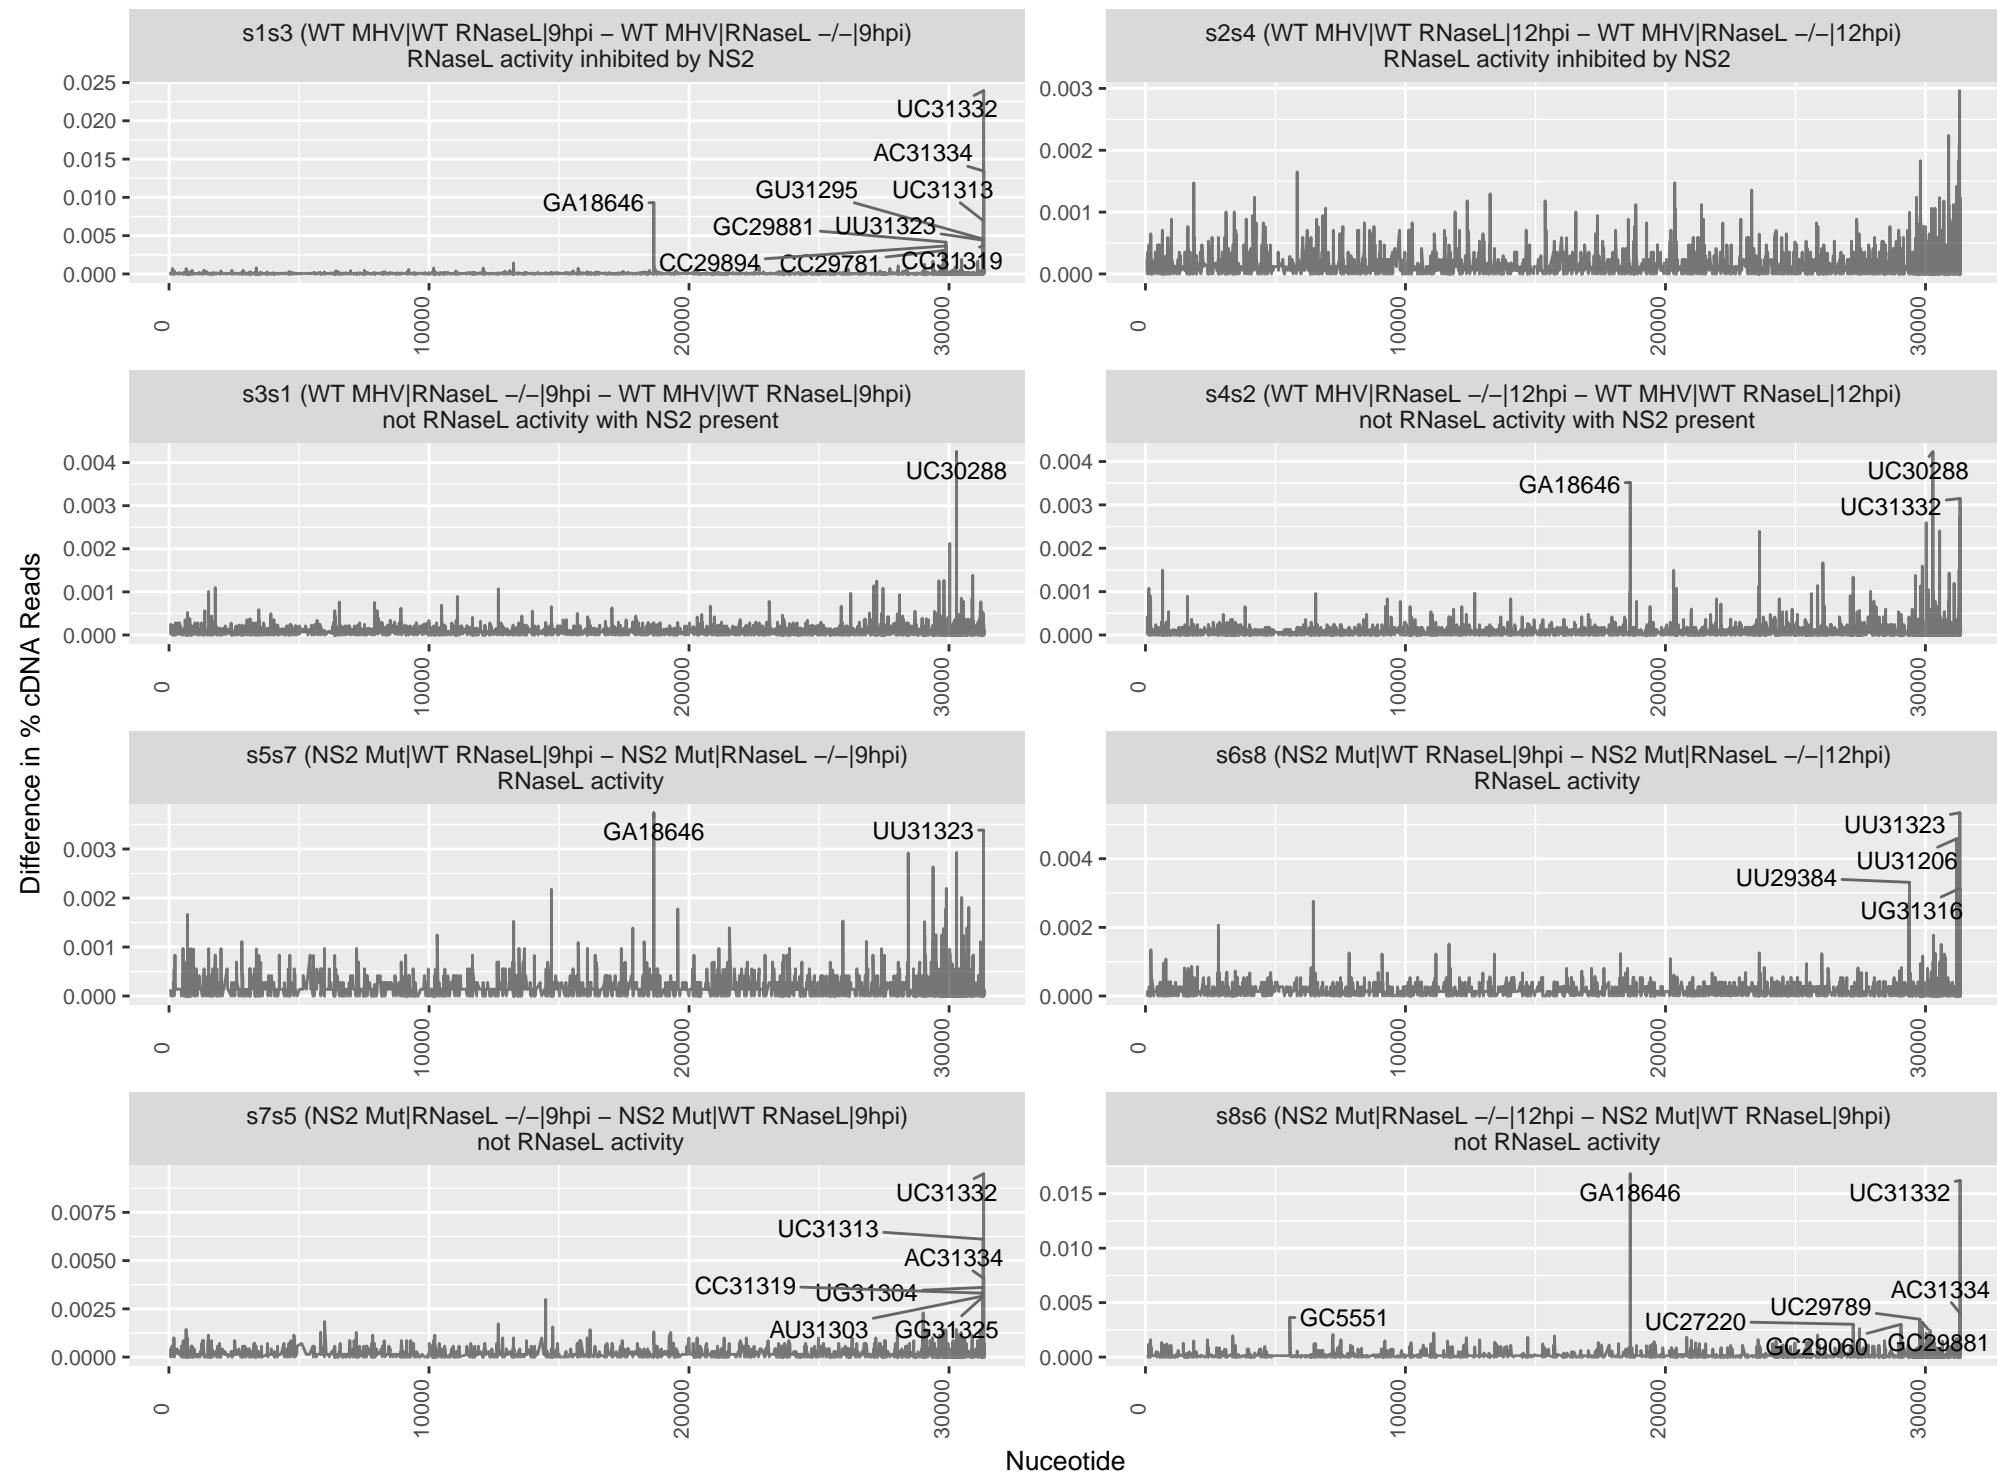 s1s3 (WT MHV|WT RNaseL|9hpi − WT MHV|RNaseL −/−|9hpi)
RNaseL activity inhibited by NS2
0.025
0.020
0.015
0.010
0.005
0.000
UC31332
AC31334
GU31295
UC31313
GA18646
GC29881
UU31323
CC29894
CC29781
CC31319
0
10000
20000
30000
s2s4 (WT MHV|WT RNaseL|12hpi − WT MHV|RNaseL −/−|12hpi)
RNaseL activity inhibited by NS2
0.003
0.002
0.001
0.000
0
10000
20000
30000
s3s1 (WT MHV|RNaseL −/−|9hpi − WT MHV|WT RNaseL|9hpi)
not RNaseL activity with NS2 present
0.004
0.003
0.002
0.001
0.000
UC30288
0
10000
20000
30000
s4s2 (WT MHV|RNaseL −/−|12hpi − WT MHV|WT RNaseL|12hpi)
not RNaseL activity with NS2 present
0.004
0.003
0.002
0.001
0.000
UC30288
GA18646
UC31332
0
10000
20000
30000
Difference in % cDNA Reads
s5s7 (NS2 Mut|WT RNaseL|9hpi − NS2 Mut|RNaseL −/−|9hpi)
RNaseL activity
0.003
0.002
0.001
0.000
GA18646
UU31323
0
10000
20000
30000
s6s8 (NS2 Mut|WT RNaseL|9hpi − NS2 Mut|RNaseL −/−|12hpi)
RNaseL activity
0.004
0.002
0.000
UU31323
UU31206
UU29384
UG31316
0
10000
20000
30000
s7s5 (NS2 Mut|RNaseL −/−|9hpi − NS2 Mut|WT RNaseL|9hpi)
not RNaseL activity
0.0075
0.0050
0.0025
0.0000
UC31332
UC31313
AC31334
CC31319
UG31304
AU31303
GG31325
0
10000
20000
30000
s8s6 (NS2 Mut|RNaseL −/−|12hpi − NS2 Mut|WT RNaseL|9hpi)
not RNaseL activity
0.015
0.010
0.005
0.000
GA18646
UC31332
AC31334
UC29789
GC5551
UC27220
GC29060
GC29881
0
10000
20000
30000
Nuceotide